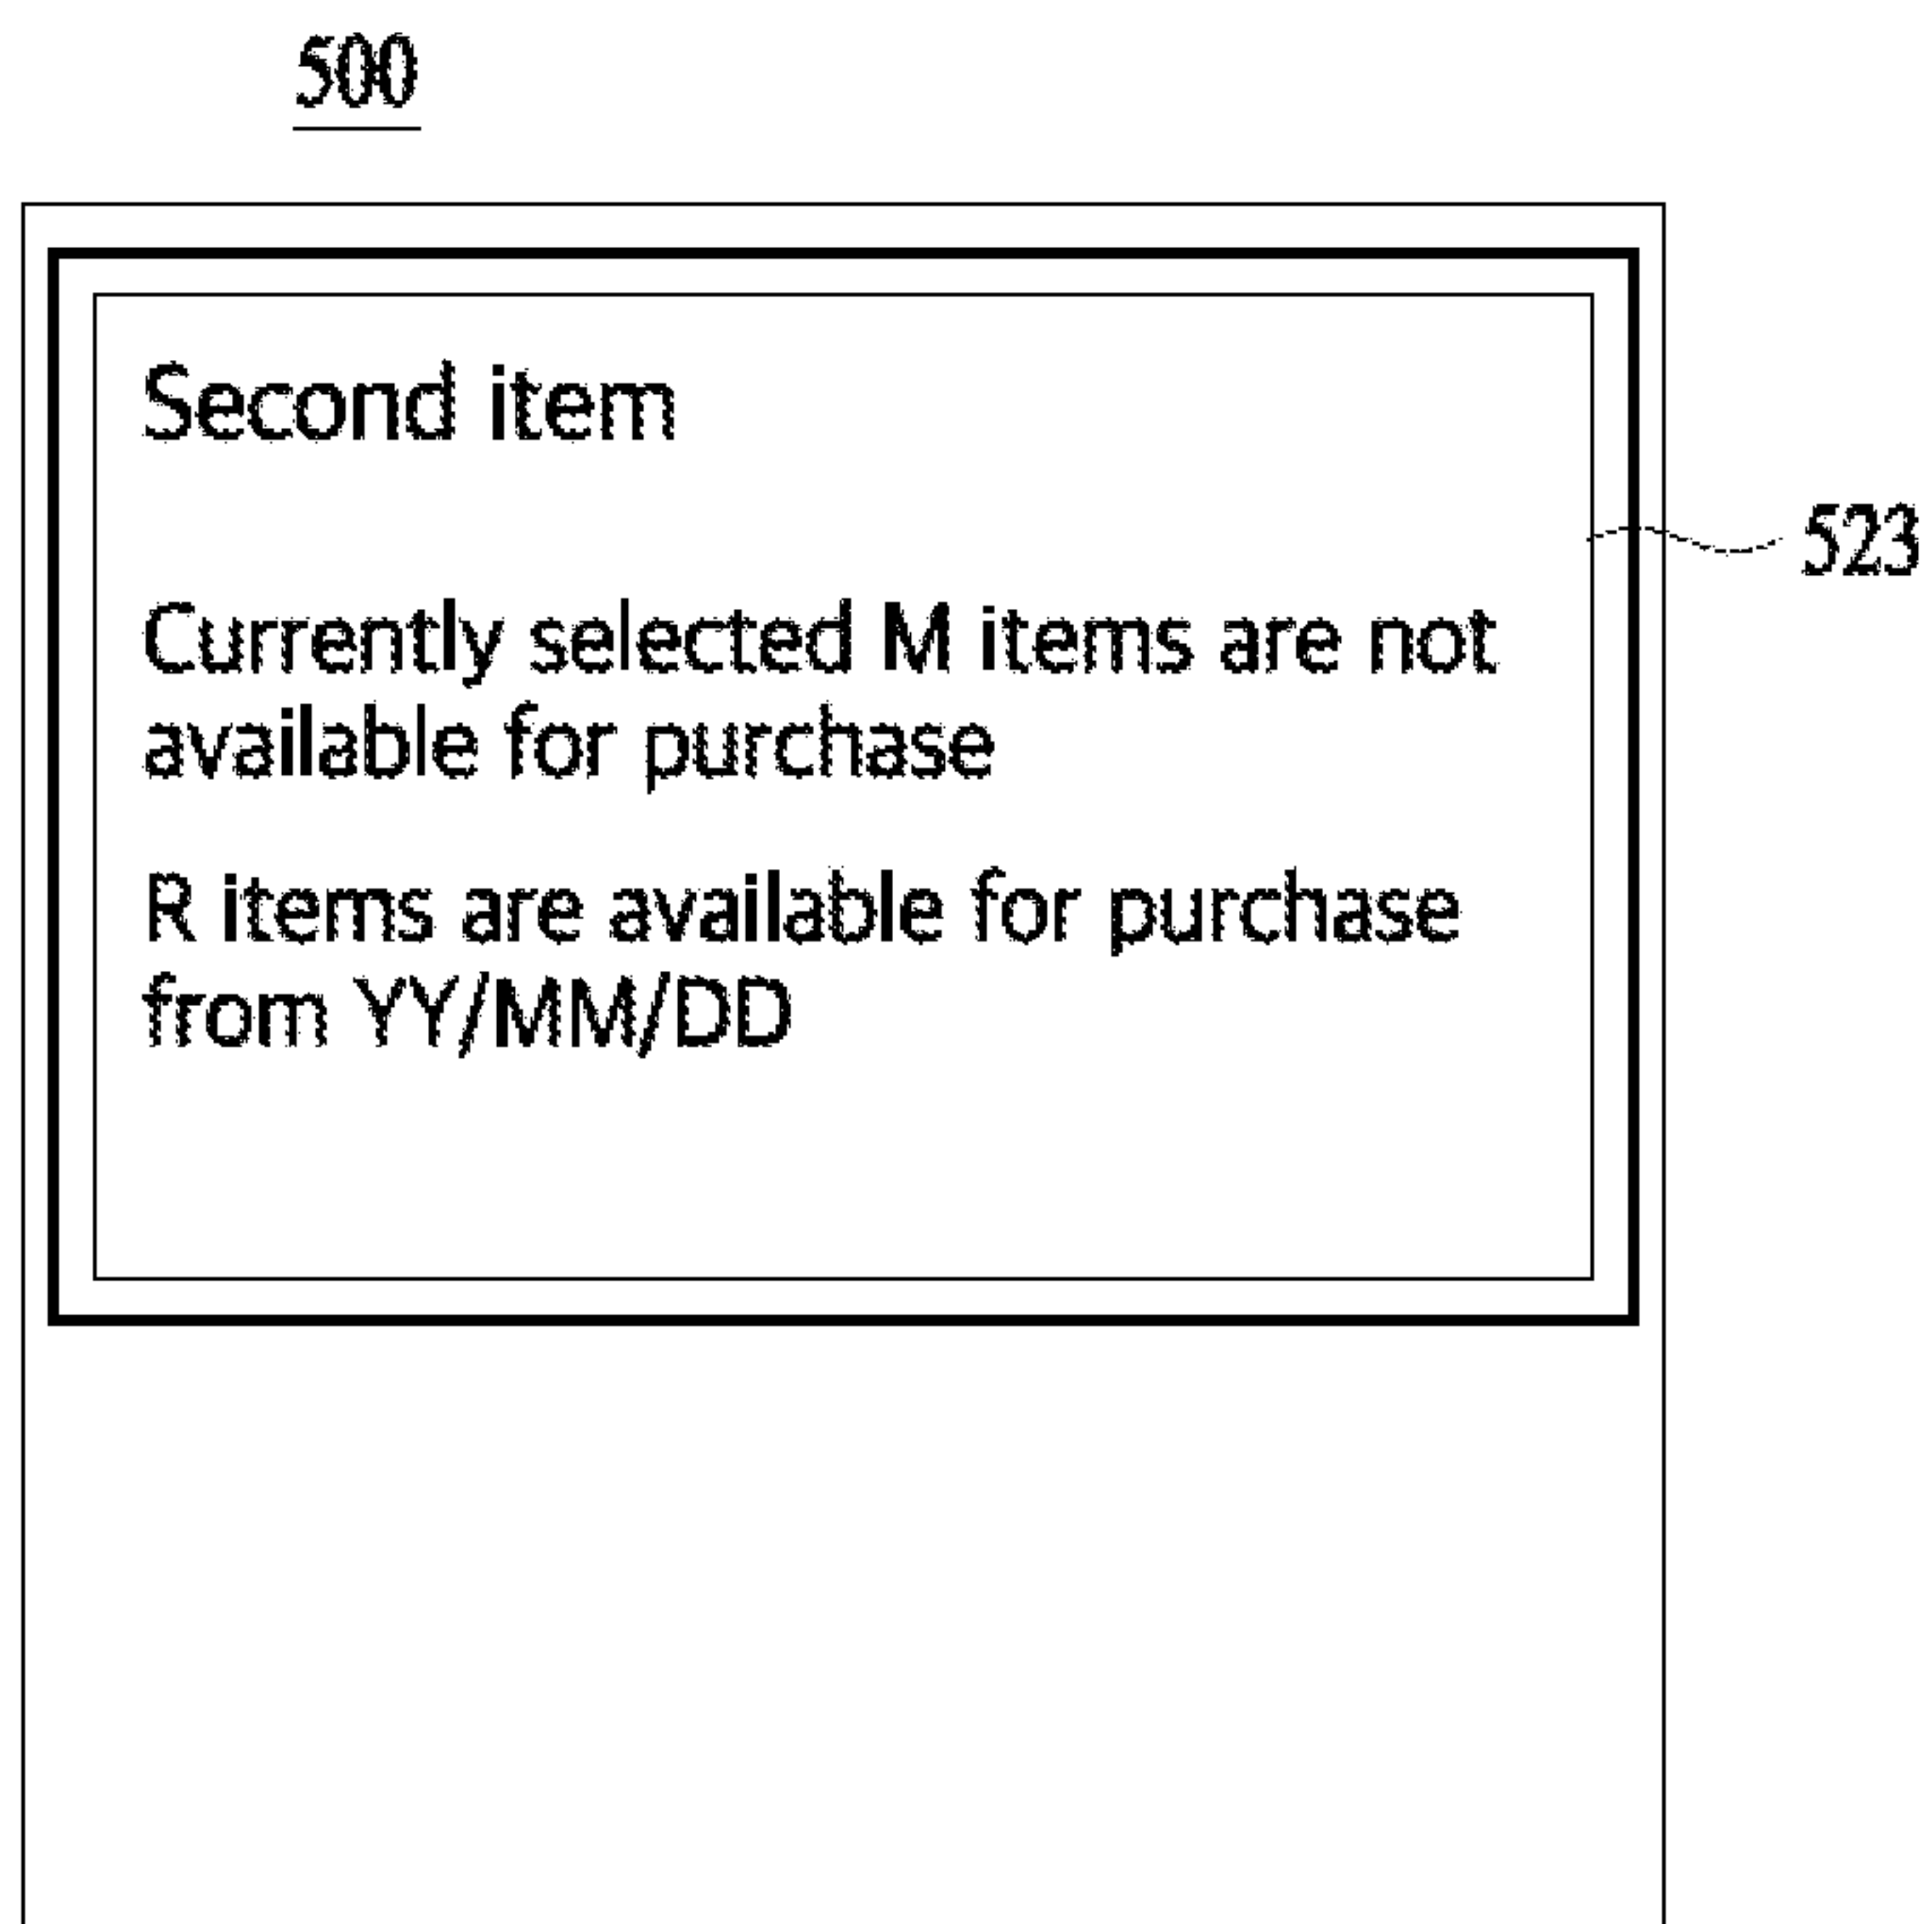 500
Second item
523
Currently selected M items are not
available for purchase
R items are available for purchase
from YY/MM/DD